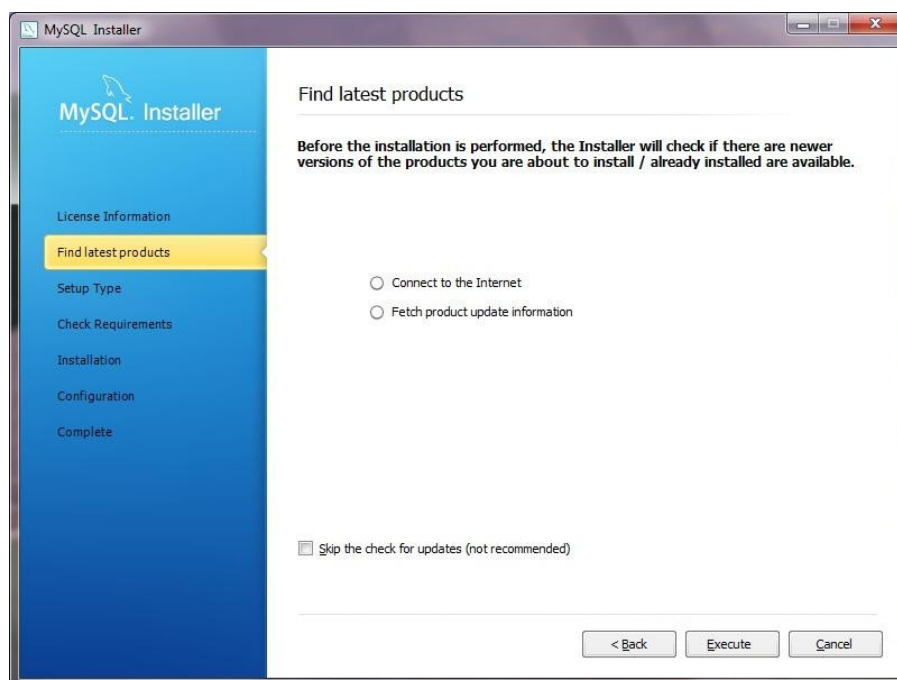 MySQL Installer
MySQL. Installer
License Information
Find latest products
Setup Type
Check Requirements
Installation
Configuration
Complete
Find latest products
Before the installation is performed, the Installer will check if there are newer
versions of the products you are about to install / already installed are available.
Connect to the Internet
Fetch product update information
Skip the check for updates (not recommended)
< Back
Execute
Cancel